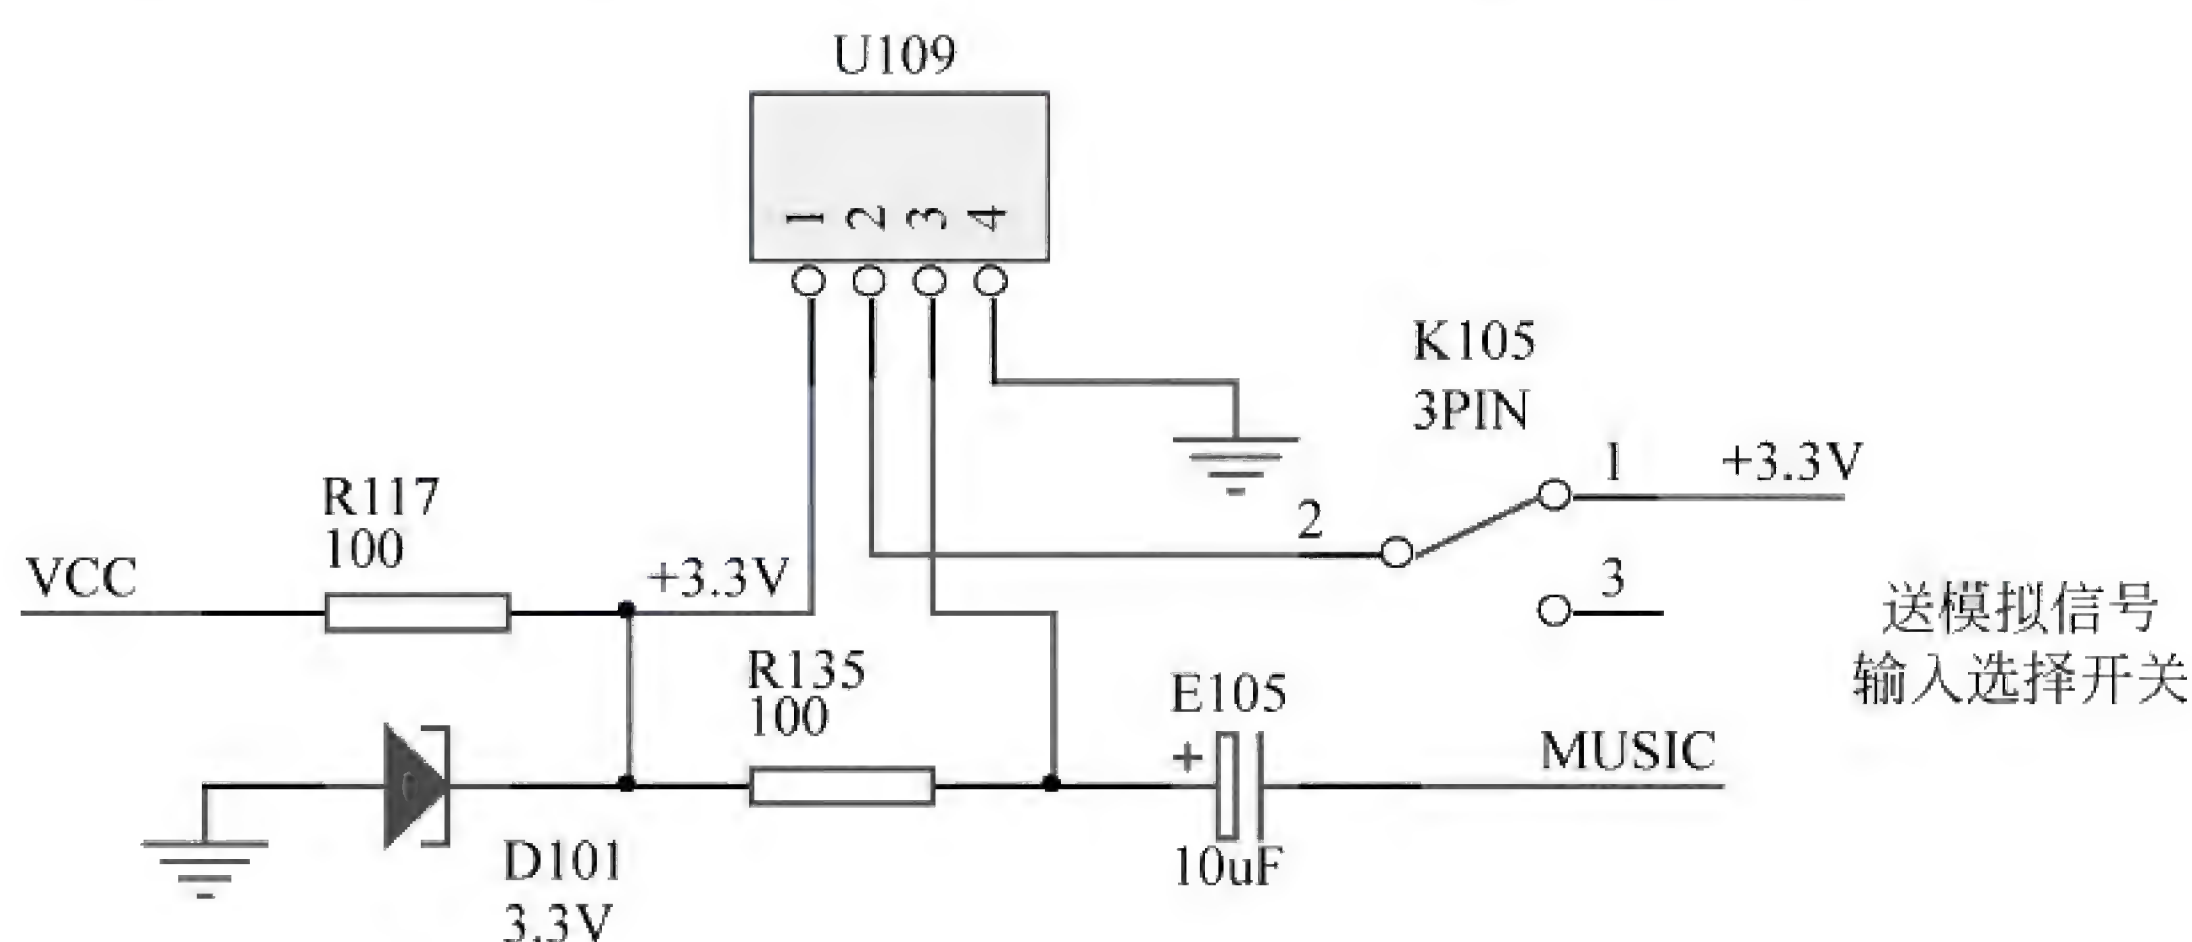 U109
1 2 3 4
K105
3PIN
1
+3.3V
2
R117
100
VCC
+3.3V
3
送模拟信号
输入选择开关
R135
100
E105
+
MUSIC
10uF
D101
3.3V